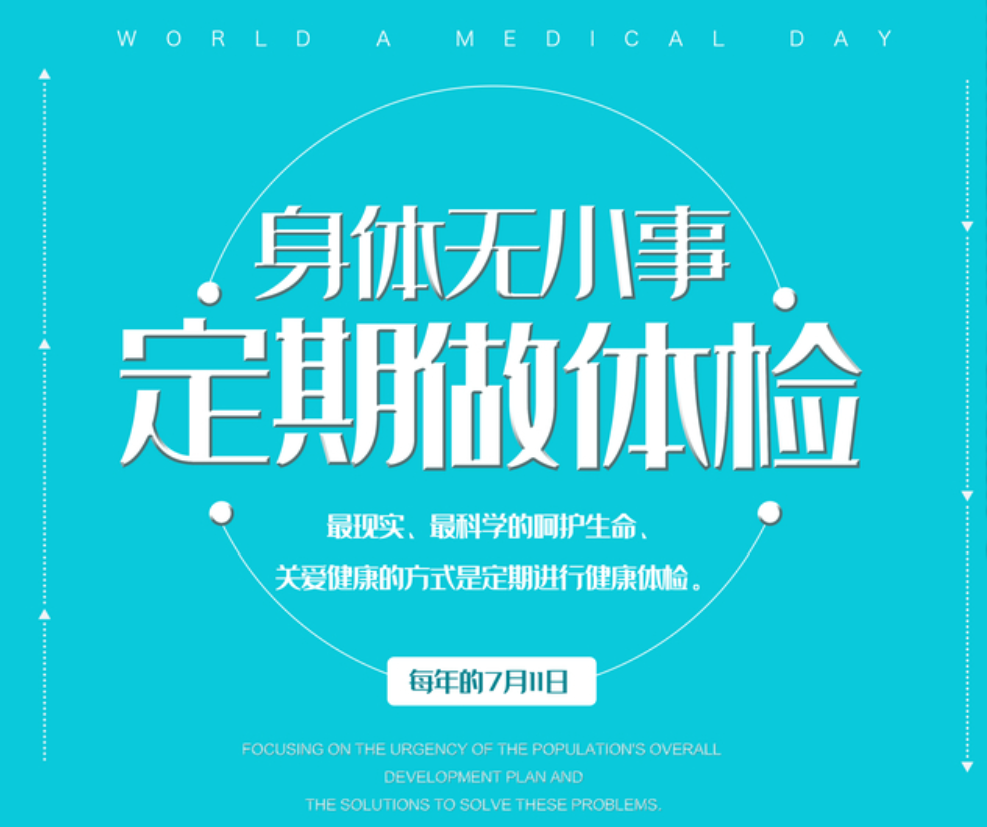 WORLD A MEDICAL DAY
身体无小事
定期做体检
最现实、最科学的呵护生命、
关爱健康的方式是定期进行健康体检。
每年的7月11日
FOCUSING ON THE URGENCY OF THE POPULATION'S OVERALL
DEVELOPMENT PLAN AND
THE SOLUTIONS TO SOLVE THESE PROBLEMS.